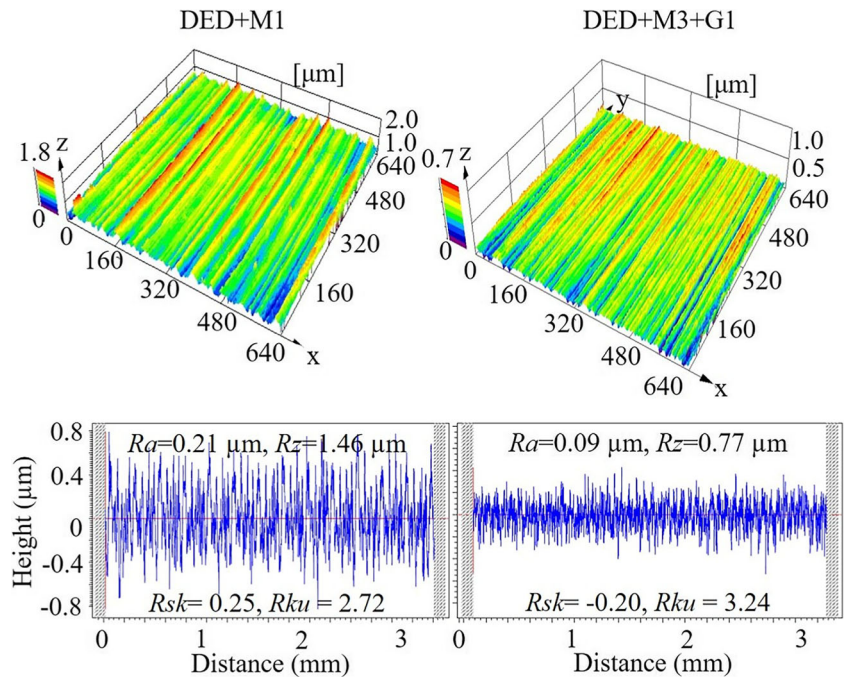 DED+M1
[µm]
2.0
1.0
1.8
z
0
0
160
320
480
640
x
160
320
480
640
DED+M3+G1
[µm]
y
1.0
0.5
0.7
z
0
0
160
320
480
640
x
160
320
480
640
Height (µm)
0.8
0.4
0
-0.4
-0.8
Ra=0.21 µm, Rz=1.46 µm
Rsk= 0.25, Rku = 2.72
0 1 2 3
Distance (mm)
Ra=0.09 µm, Rz=0.77 µm
Rsk= -0.20, Rku = 3.24
0 1 2 3
Distance (mm)